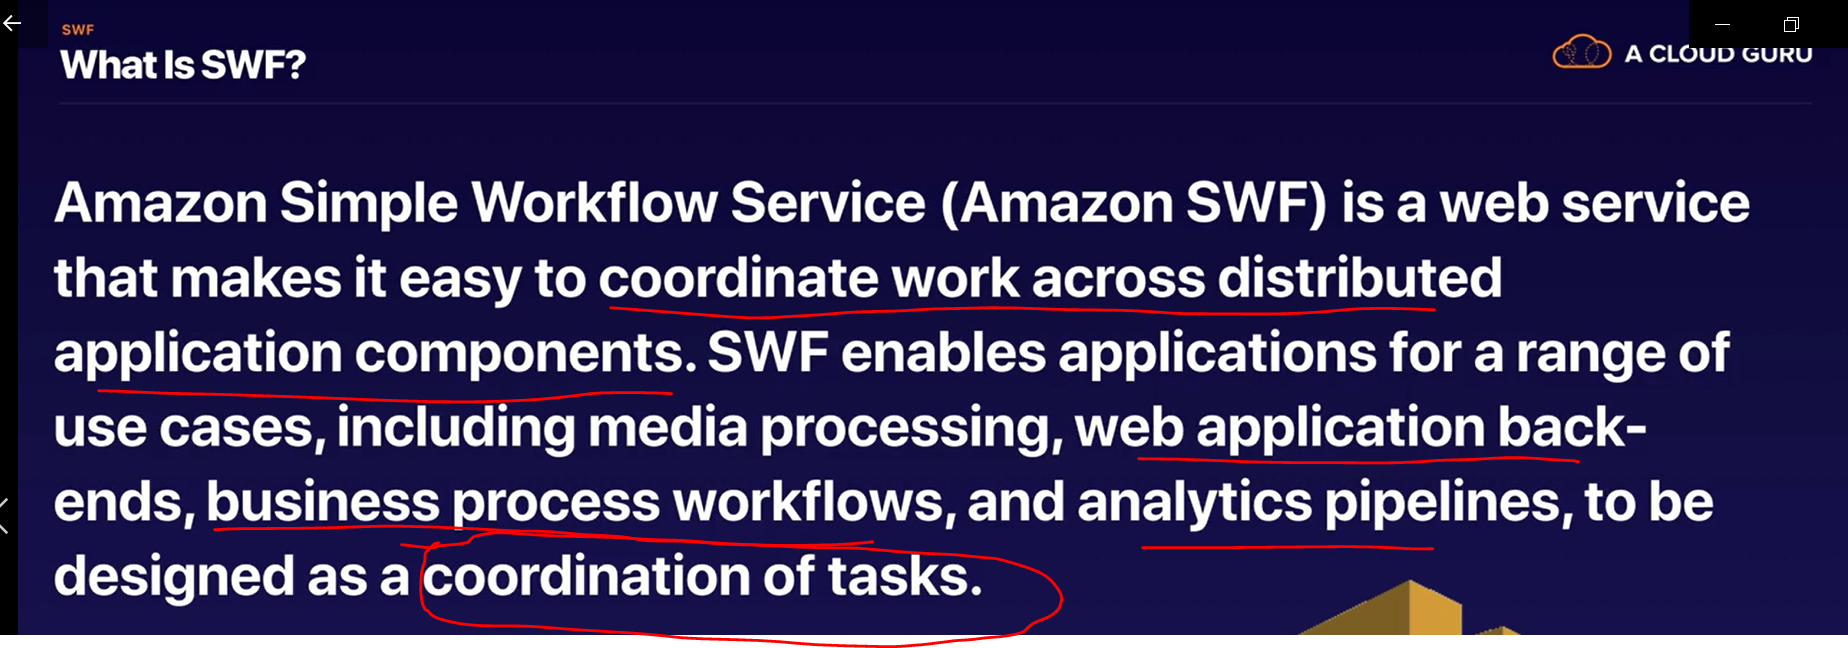 SWF
What Is SWF?
A CLOUD GURU
Amazon Simple Workflow Service (Amazon SWF) is a web service
that makes it easy to coordinate work across distributed
application components. SWF enables applications for a range of
use cases, including media processing, web application back-
ends, business process workflows, and analytics pipelines, to be
designed as a coordination of tasks.